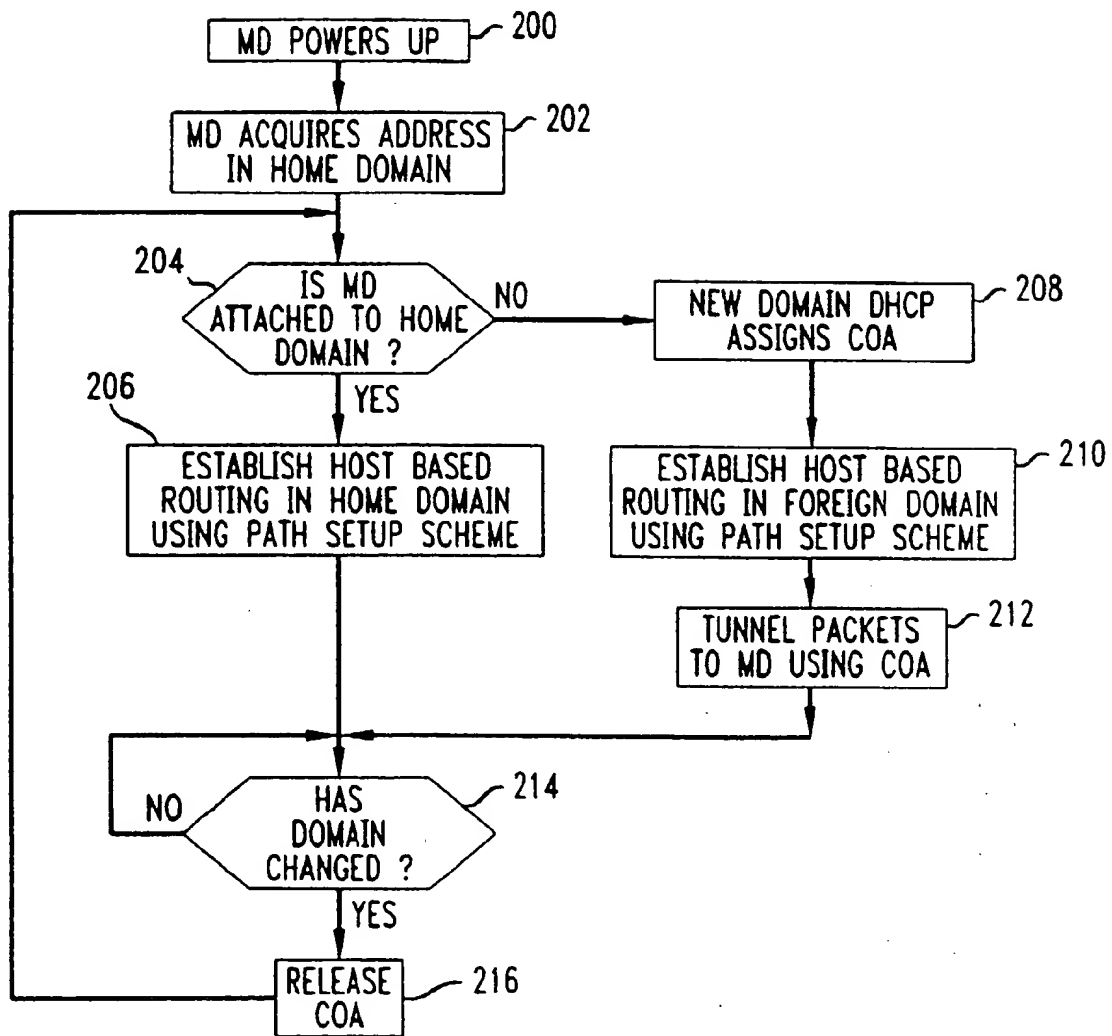 MD POWERS UP
200
MD ACQUIRES ADDRESS
IN HOME DOMAIN
202
204
IS MD
ATTACHED TO HOME
DOMAIN ?
NO
YES
NEW DOMAIN DHCP
ASSIGNS COA
208
206
ESTABLISH HOST BASED
ROUTING IN HOME DOMAIN
USING PATH SETUP SCHEME
ESTABLISH HOST BASED
ROUTING IN FOREIGN DOMAIN
USING PATH SETUP SCHEME
210
TUNNEL PACKETS
TO MD USING COA
212
NO
HAS
DOMAIN
CHANGED ?
214
YES
RELEASE
COA
216